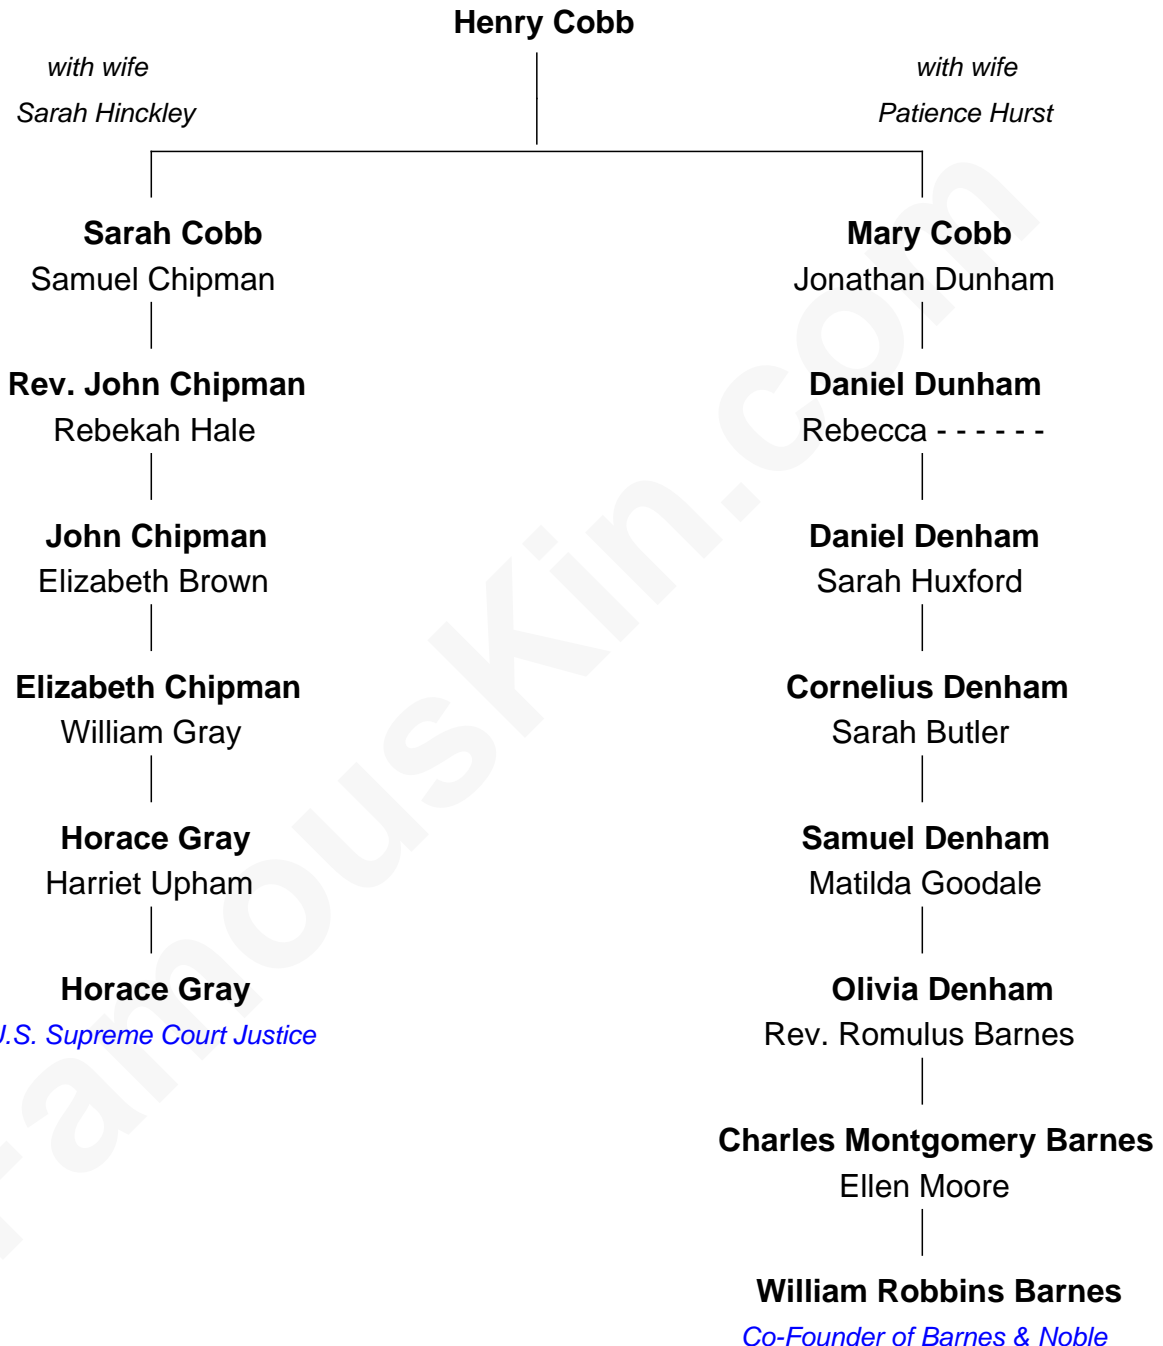 Henry Cobb
with wife
Sarah Hinckley
with wife
Patience Hurst
Sarah Cobb
Samuel Chipman
Mary Cobb
Jonathan Dunham
Rev. John Chipman
Rebekah Hale
Daniel Dunham
Rebecca - - - - - -
John Chipman
Elizabeth Brown
Daniel Denham
Sarah Huxford
Elizabeth Chipman
William Gray
Cornelius Denham
Sarah Butler
Horace Gray
Harriet Upham
Samuel Denham
Matilda Goodale
Horace Gray
U.S. Supreme Court Justice
Olivia Denham
Rev. Romulus Barnes
Charles Montgomery Barnes
Ellen Moore
William Robbins Barnes
Co-Founder of Barnes & Noble
FamousKin.com